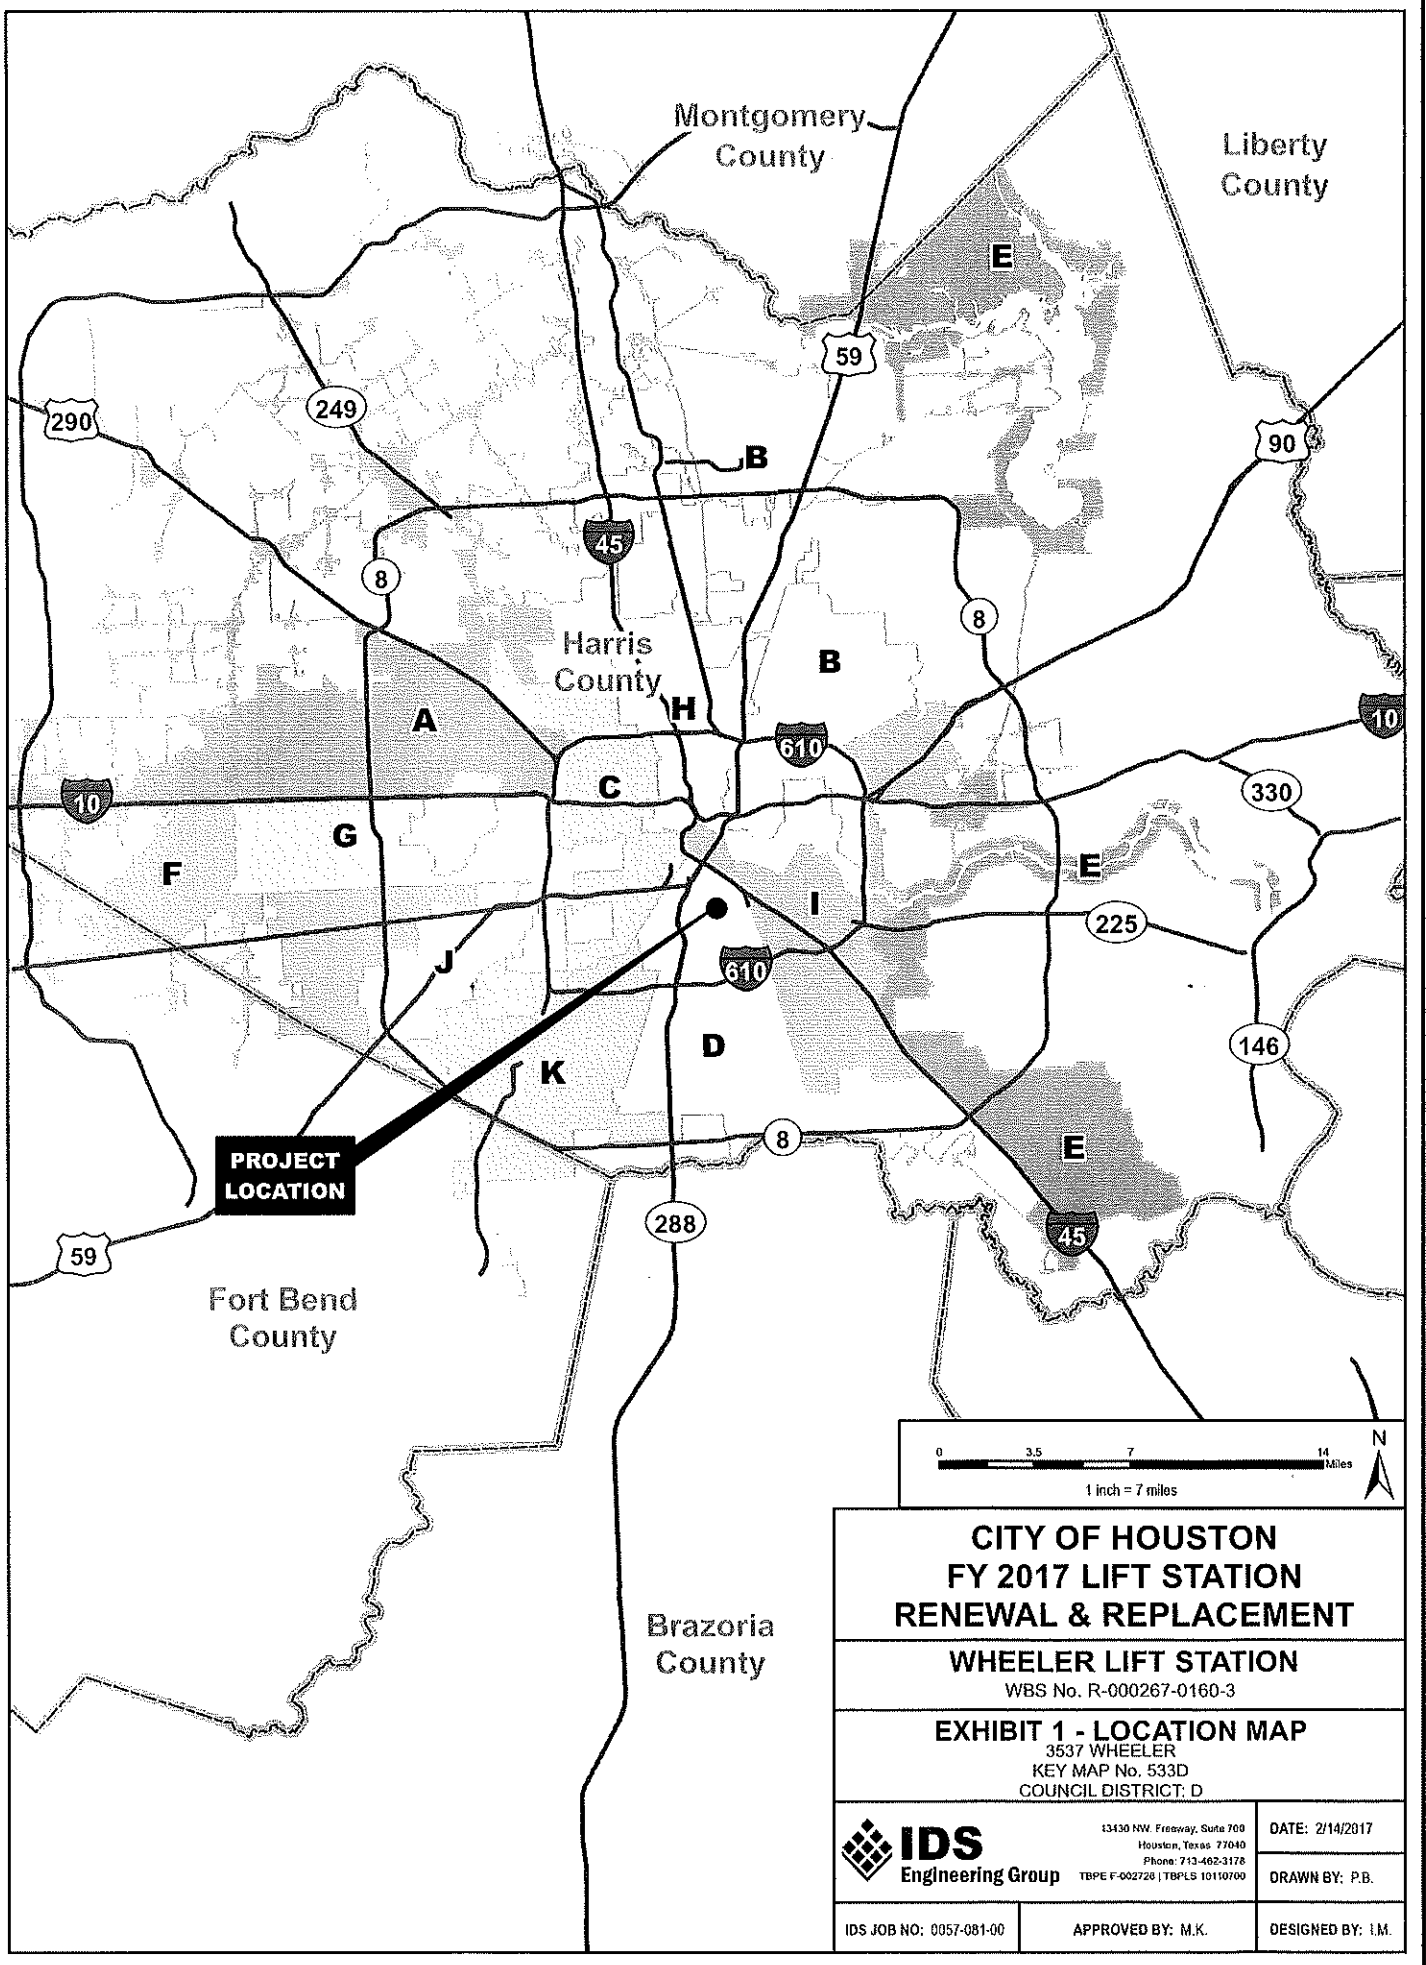 Montgomery
County
Liberty
County
E
59
290
249
90
B
45
8
8
Harris
County
B
H
A
10
610
C
10
330
G
F
E
I
225
J
610
D
146
K
8
E
PROJECT
LOCATION
288
45
59
Fort Bend
County
N
0 3.5 7 14
Miles
1 inch = 7 miles
CITY OF HOUSTON
FY 2017 LIFT STATION
RENEWAL & REPLACEMENT
Brazoria
County
WHEELER LIFT STATION
WBS No. R-000267-0160-3
EXHIBIT 1 - LOCATION MAP
3537 WHEELER
KEY MAP No. 533D
COUNCIL DISTRICT: D
IDS
Engineering Group
13430 NW. Freeway, Suite 700
Houston, Texas 77040
Phone: 713-462-3178
TBPE F-002726 | TBPLS 10110700
DATE: 2/14/2017
DRAWN BY: P.B.
IDS JOB NO: 0057-081-00
APPROVED BY: M.K.
DESIGNED BY: I.M.